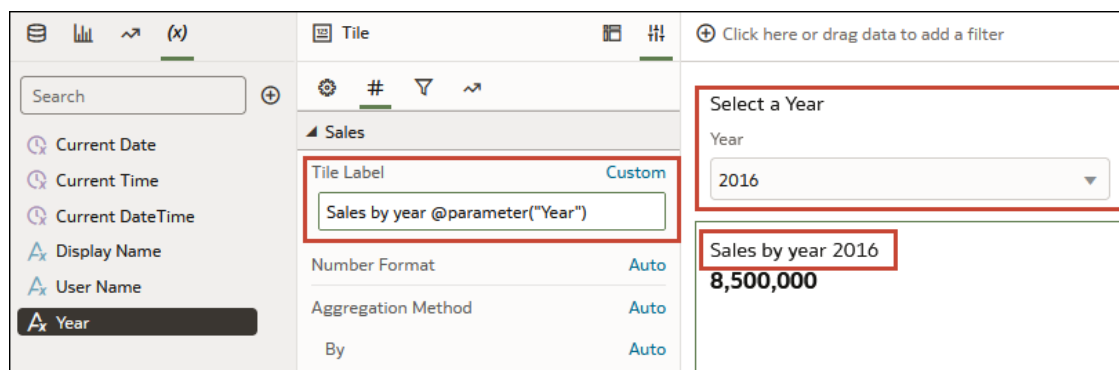 (x)
Search
Current Date
Current Time
Current DateTime
Display Name
User Name
Year
Tile
#
Sales
Tile Label Custom
Sales by year @parameter("Year")
Number Format Auto
Aggregation Method Auto
By Auto
Click here or drag data to add a filter
Select a Year
Year
2016
Sales by year 2016
8,500,000